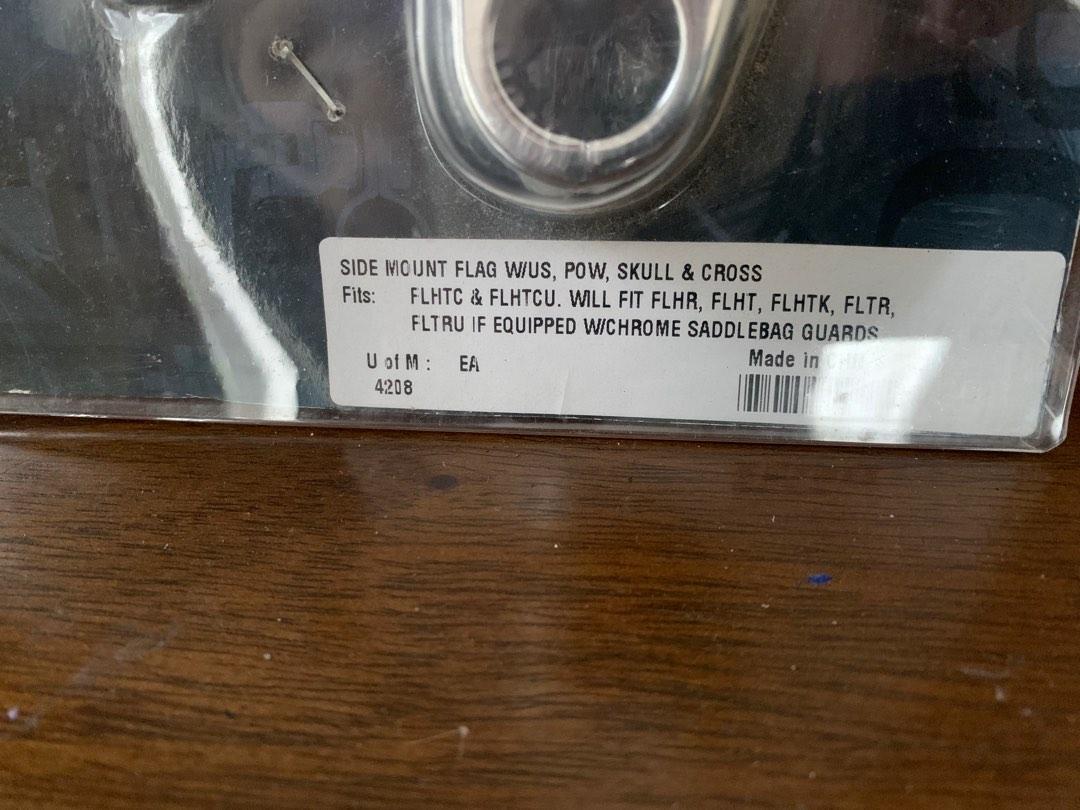 SIDE MOUNT FLAG W/US, POW, SKULL & CROSS
Fits: FLHTC & FLHTCU. WILL FIT FLHR, FLHT, FLHTK, FLTR,
FLTRU IF EQUIPPED W/CHROME SADDLEBAG GUARDS
U of M : EA
Made in
4208